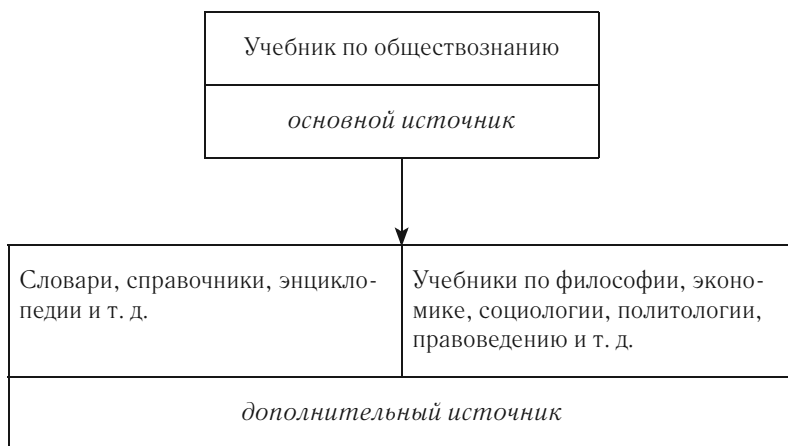 Учебник по обществознанию
основной источник
Словари, справочники, энцикло-
педии и т. д.
Учебники по философии, эконо-
мике, социологии, политологии,
правоведению и т. д.
дополнительный источник